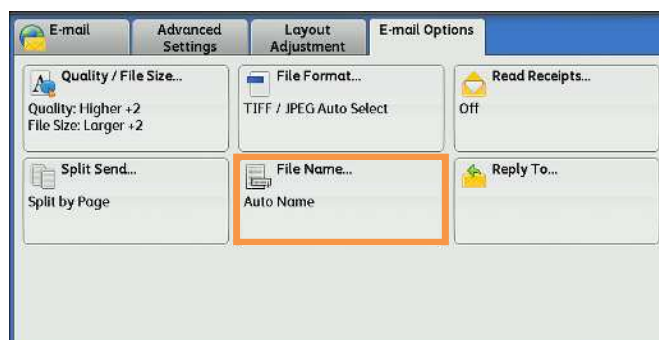 E-mail
Advanced
Settings
Layout
Adjustment
E-mail Options
Quality / File Size...
Quality: Higher +2
File Size: Larger +2
File Format...
TIFF / JPEG Auto Select
Read Receipts...
Off
Split Send...
Split by Page
File Name...
Auto Name
Reply To...